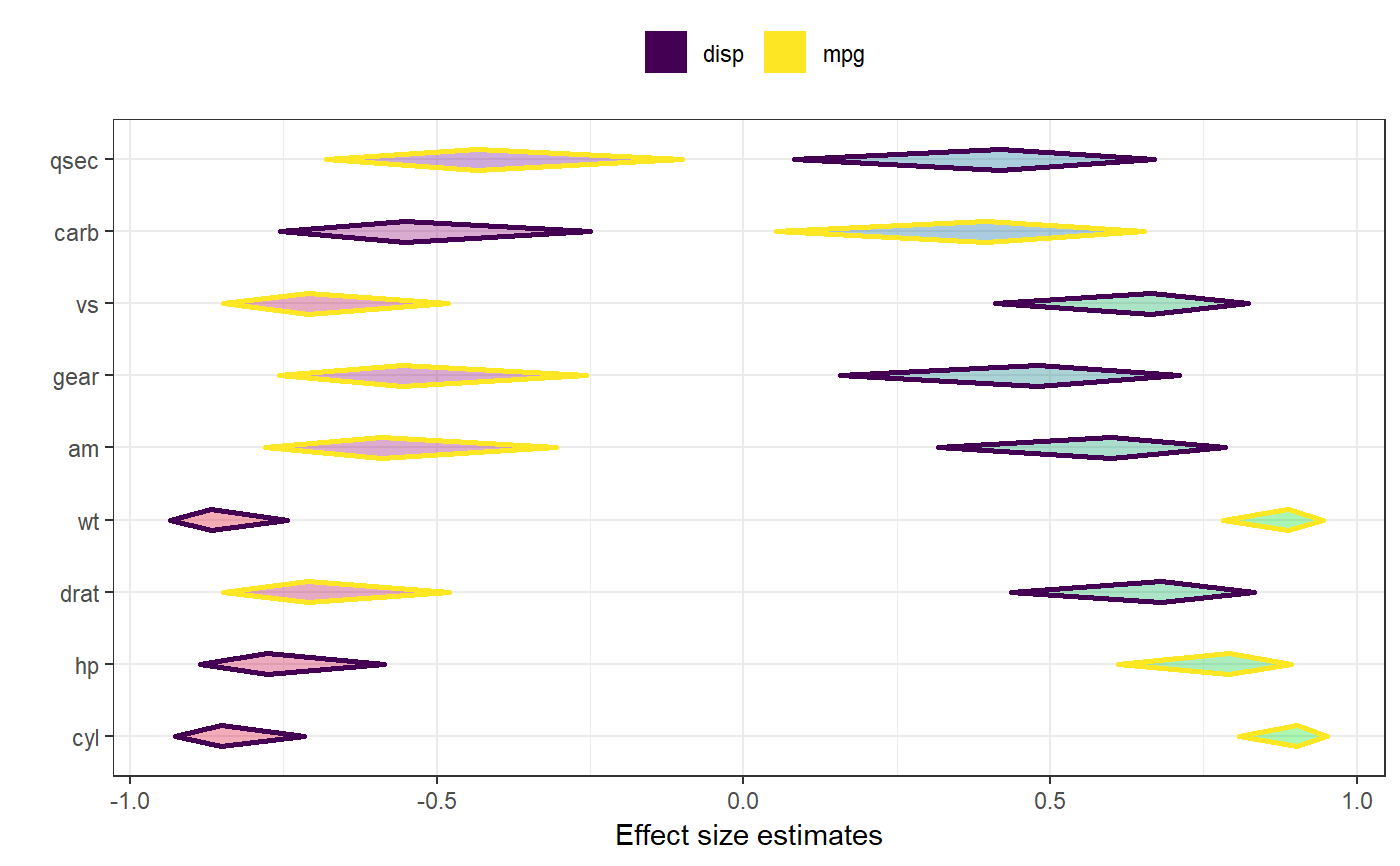 disp mpg
qsec
carb
vs
gear
am
wt
drat
hp
cyl
-1.0 -0.5 0.0 0.5 1.0
Effect size estimates